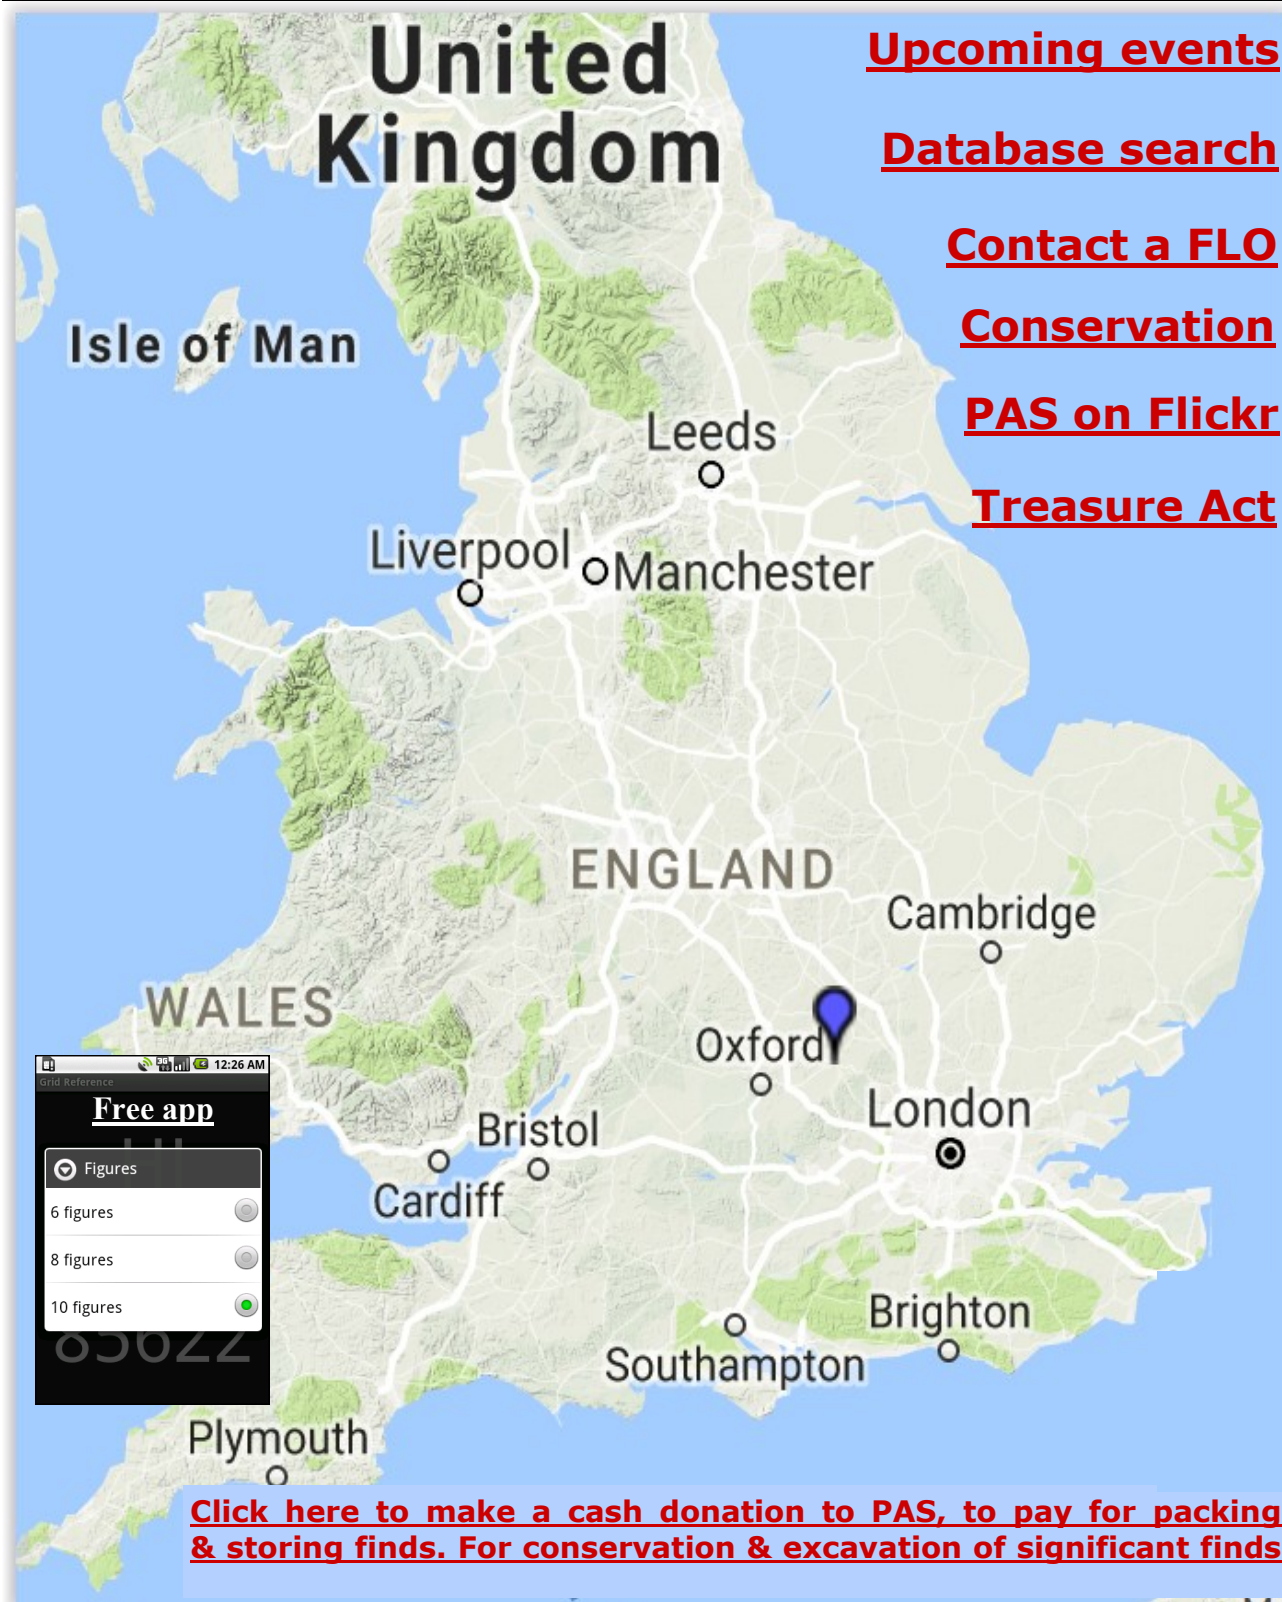 United
Kingdom
Upcoming events
Database search
Contact a FLO
Conservation
PAS on Flickr
Treasure Act
Isle of Man
Leeds
Liverpool
Manchester
ENGLAND
Cambridge
WALES
Oxford
London
Bristol
Cardiff
Brighton
Southampton
Plymouth
3G
12:26 AM
Grid Reference
Free app
Figures
6 figures
8 figures
10 figures
85622
Click here to make a cash donation to PAS, to pay for packing
& storing finds. For conservation & excavation of significant finds